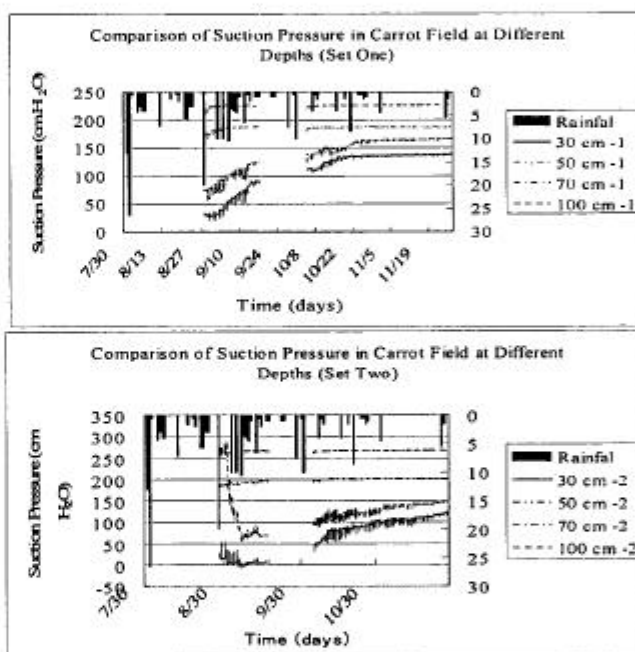 Comparison of Suction Pressure in Carrot Field at Different
Depths (Set One)
Suction Pressure (cmH2O)
250
200
150
100
50
0
0
5
10
15
20
25
30
7/30
8/13
8/27
9/10
9/24
10/8
10/22
11/5
11/19
Time (days)
Rainfal
30 cm -1
50 cm -1
70 cm -1
100 cm -1
Comparison of Suction Pressure in Carrot Field at Different
Depths (Set Two)
Suction Pressure (cm
H2O)
350
300
250
200
150
100
50
0
-50
0
5
10
15
20
25
30
7/30
8/30
9/30
10/30
Time (days)
Rainfal
30 cm -2
50 cm -2
70 cm -2
100 cm -2